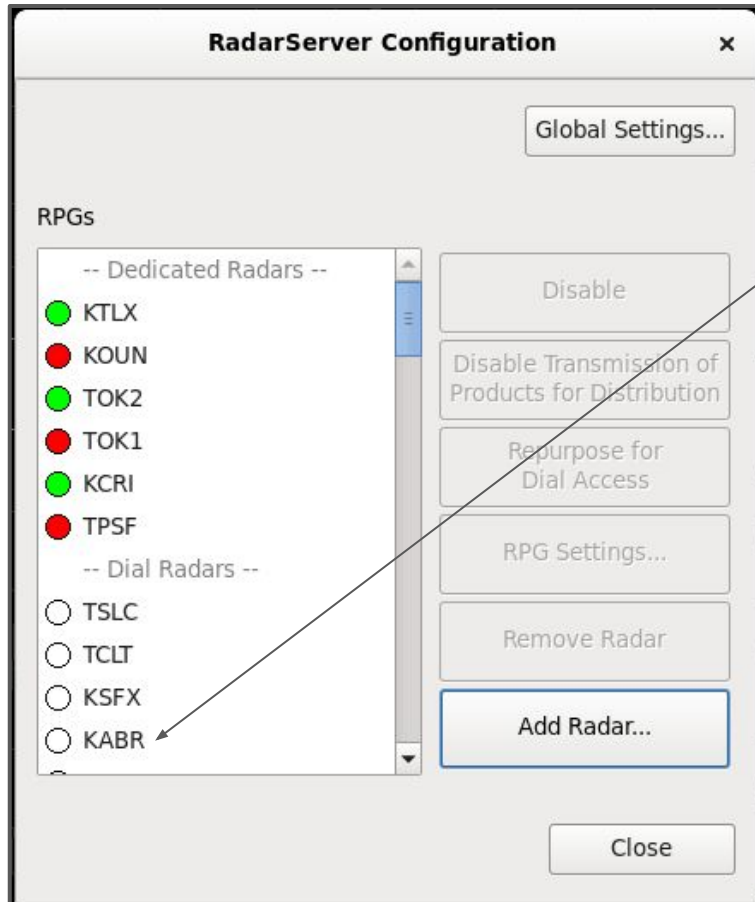 RadarServer Configuration
×
Global Settings...
RPGs
-- Dedicated Radars --
KTLX
KOUN
TOK2
TOK1
KCRI
TPSF
-- Dial Radars --
TSLC
TCLT
KSFX
KABR
Disable
Disable Transmission of
Products for Distribution
Repurpose for
Dial Access
RPG Settings...
Remove Radar
Add Radar...
Close